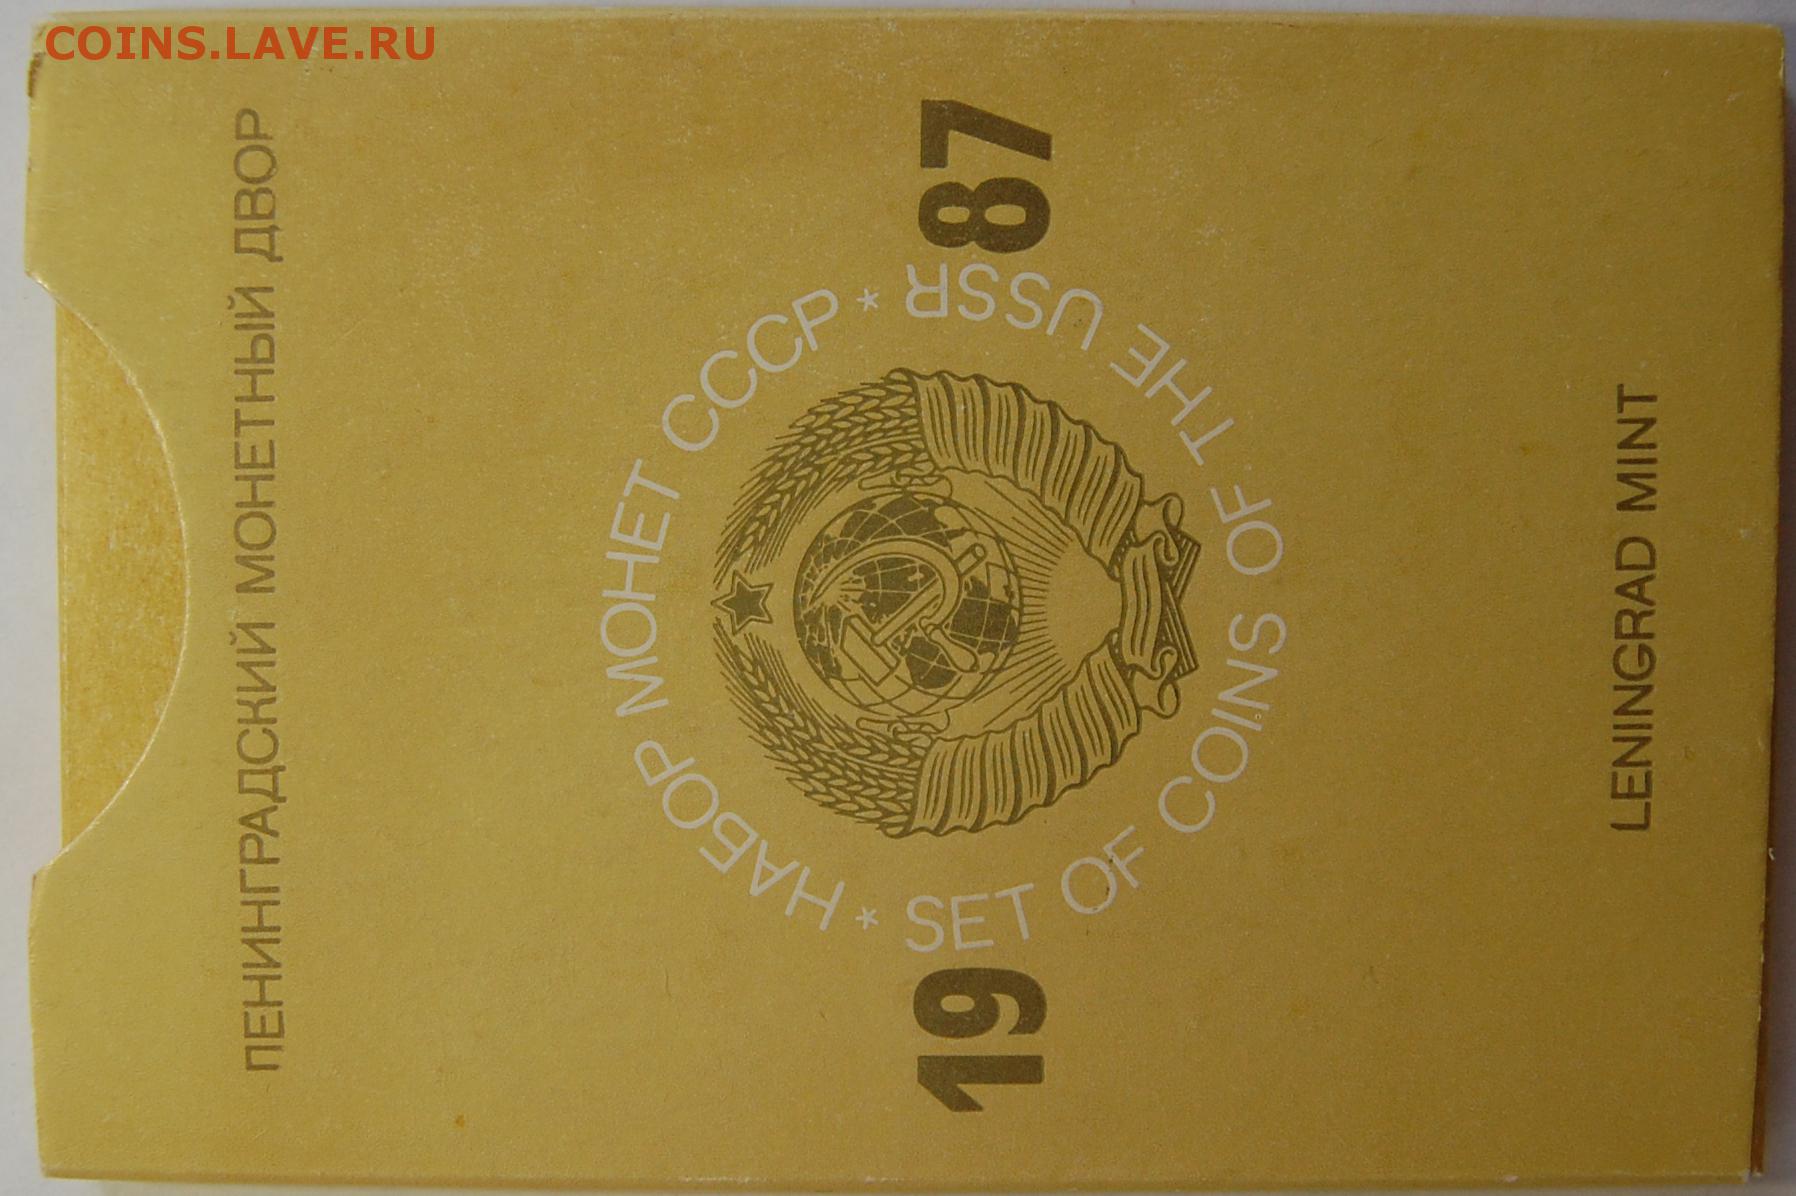 COINS.LAVE.RU
ЛЕНИНГРАДСКИЙ МОНЕТНЫЙ ДВОР
НАБОР МОНЕТ СССР
1987
* SET OF COINS OF THE USSR *
LENINGRAD MINT